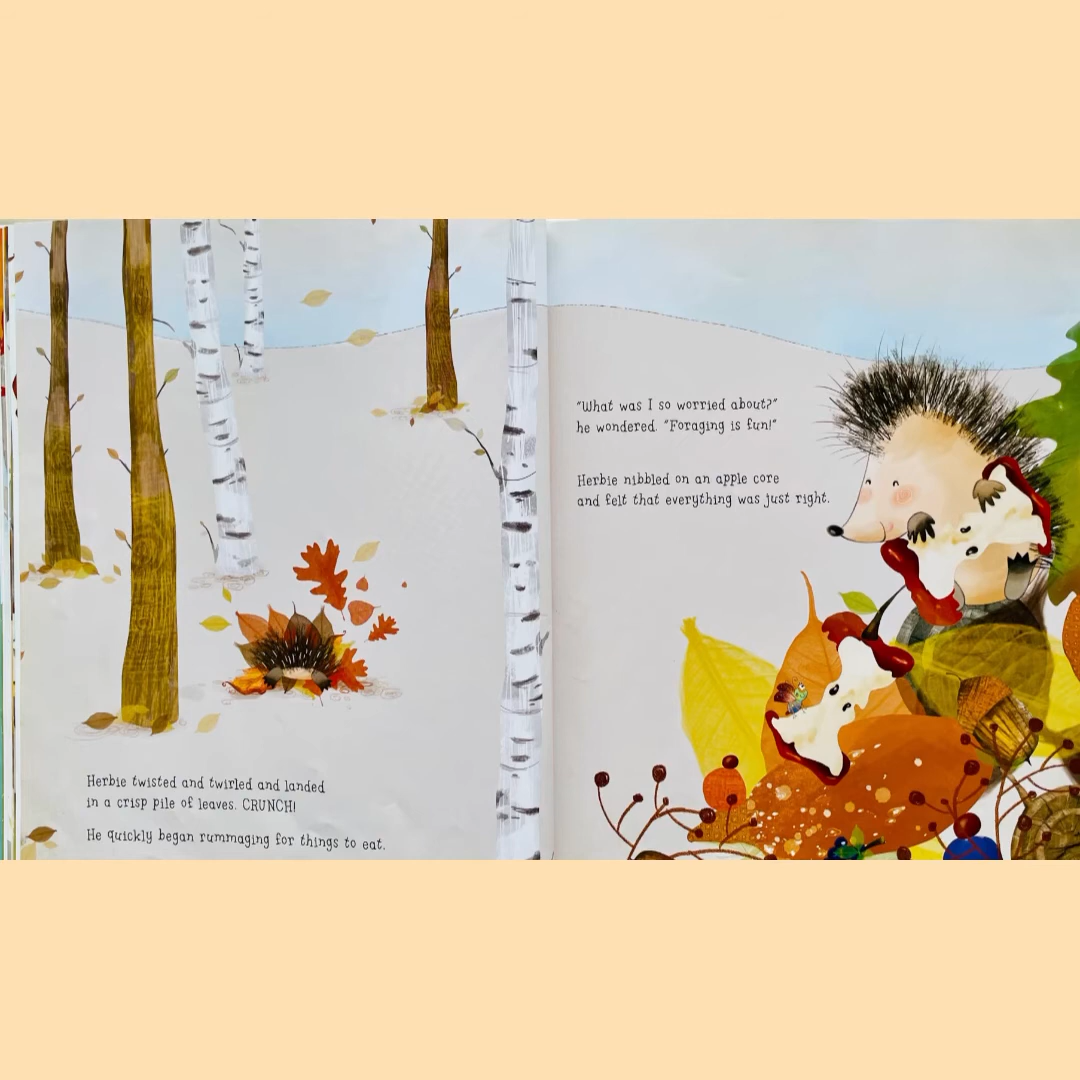 Herbie twisted and twirled and landed
in a crisp pile of leaves. CRUNCH!
He quickly began rummaging for things to eat.
"What was I so worried about?"
he wondered. "Foraging is fun!"
Herbie nibbled on an apple core
and felt that everything was just right.